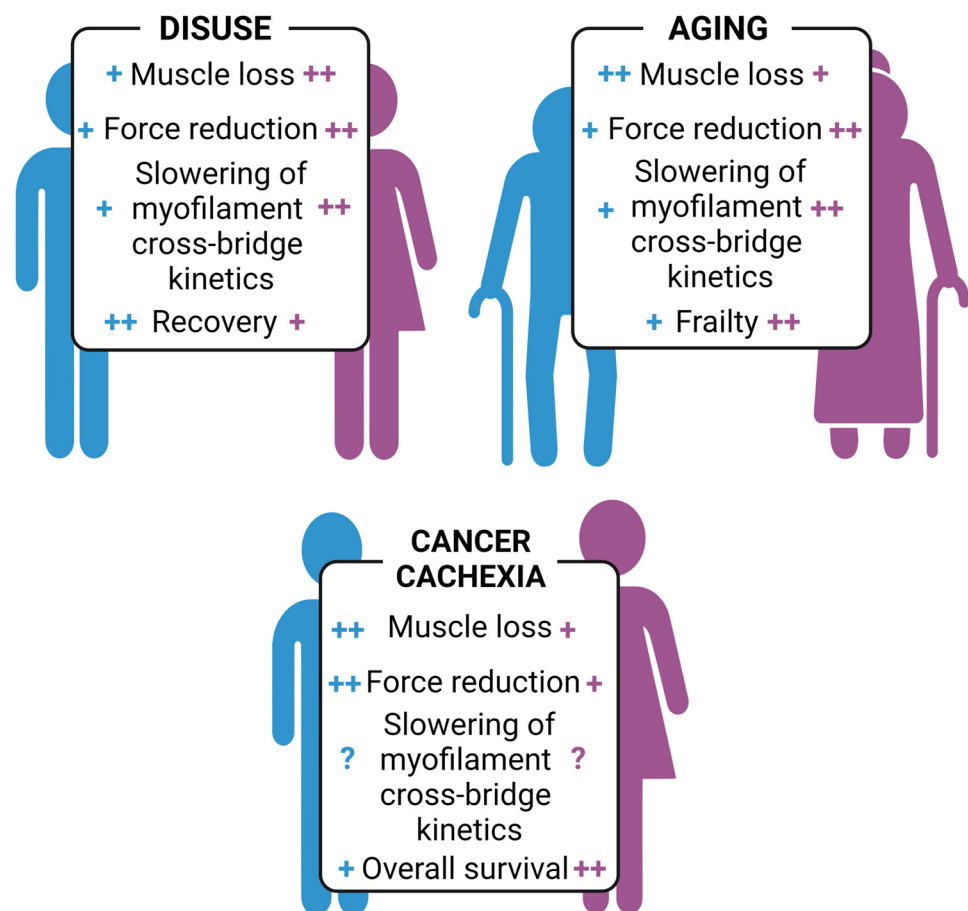 DISUSE
+ Muscle loss ++
+ Force reduction ++
Slowering of
+ myofilament ++
cross-bridge
kinetics
++ Recovery +
AGING
++ Muscle loss +
+ Force reduction ++
Slowering of
+ myofilament ++
cross-bridge
kinetics
+ Frailty ++
CANCER
CACHEXIA
++ Muscle loss +
++ Force reduction +
Slowering of
? myofilament ?
cross-bridge
kinetics
+ Overall survival ++